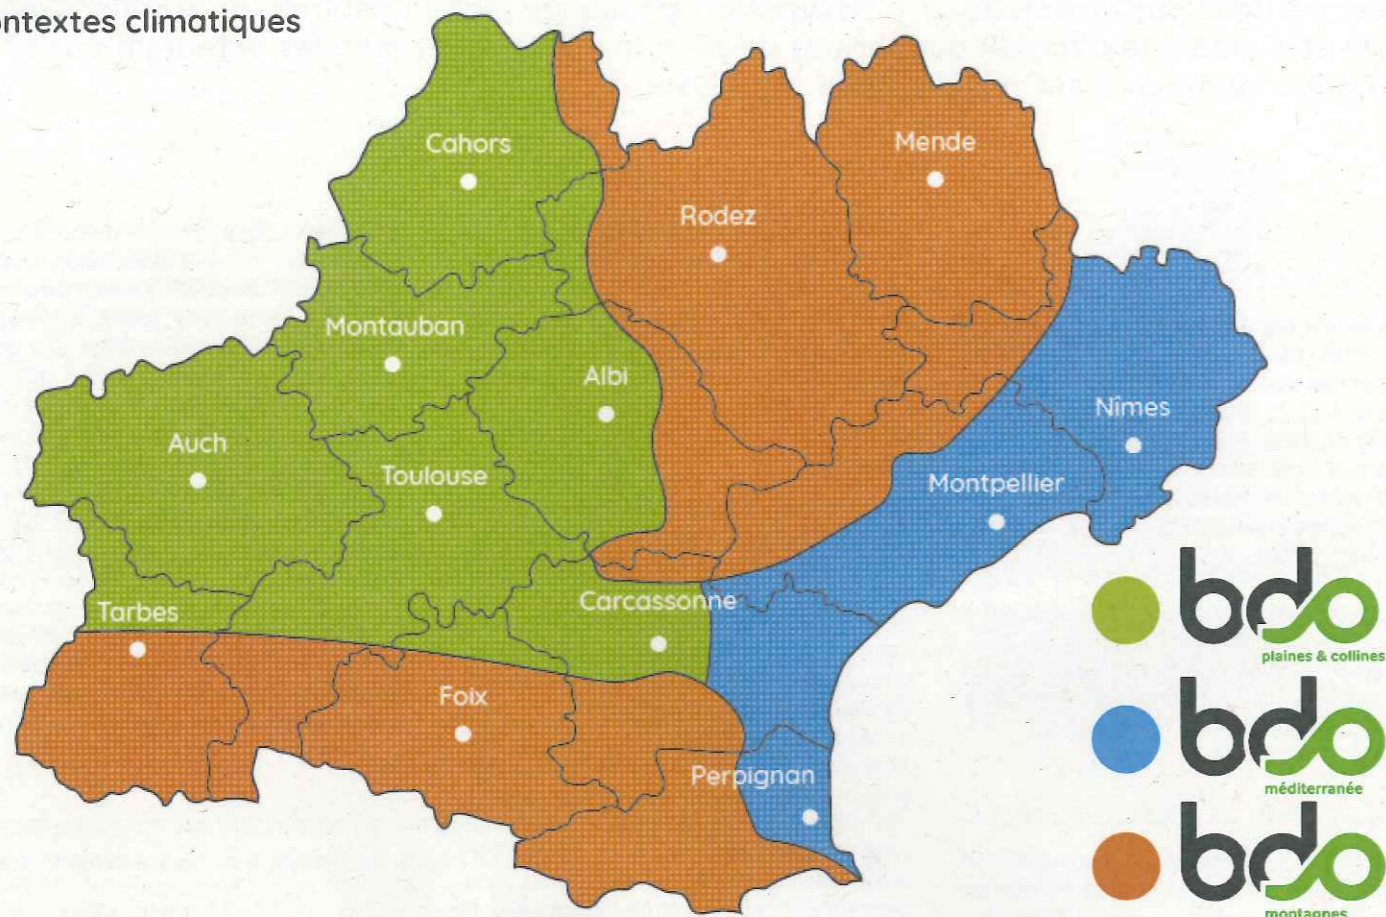 ontextes climatiques
Cahors
Mende
Rodez
Montauban
Albi
Nîmes
Auch
Toulouse
Montpellier
Carcassonne
Tarbes
Foix
Perpignan
bdo
plaines & collines
bdo
méditerranée
bdo
montagnes